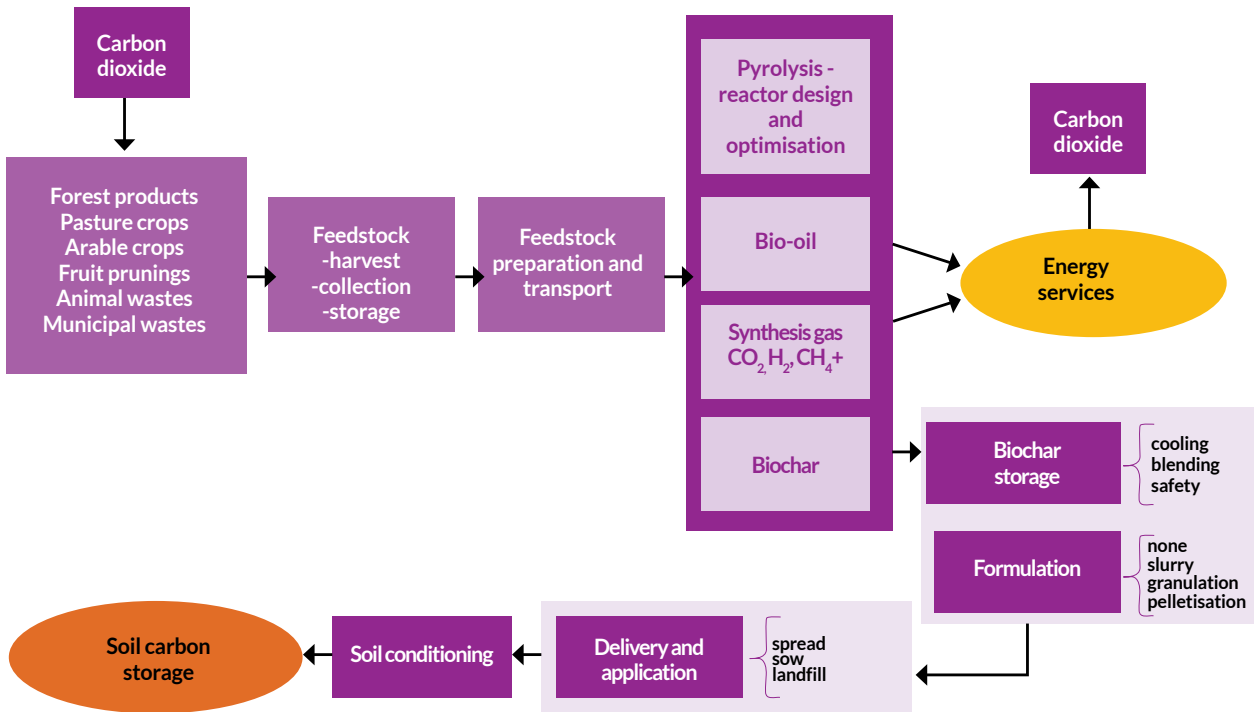 Carbon
dioxide
Forest products
Pasture crops
Arable crops
Fruit prunings
Animal wastes
Municipal wastes
Feedstock
-harvest
-collection
-storage
Feedstock
preparation and
transport
Pyrolysis -
reactor design
and
optimisation
Bio-oil
Synthesis gas
CO₂, H₂, CH₄+
Biochar
Energy
services
Carbon
dioxide
Biochar
storage
cooling
blending
safety
Formulation
none
slurry
granulation
pelletisation
Delivery and
application
spread
sow
landfill
Soil conditioning
Soil carbon
storage